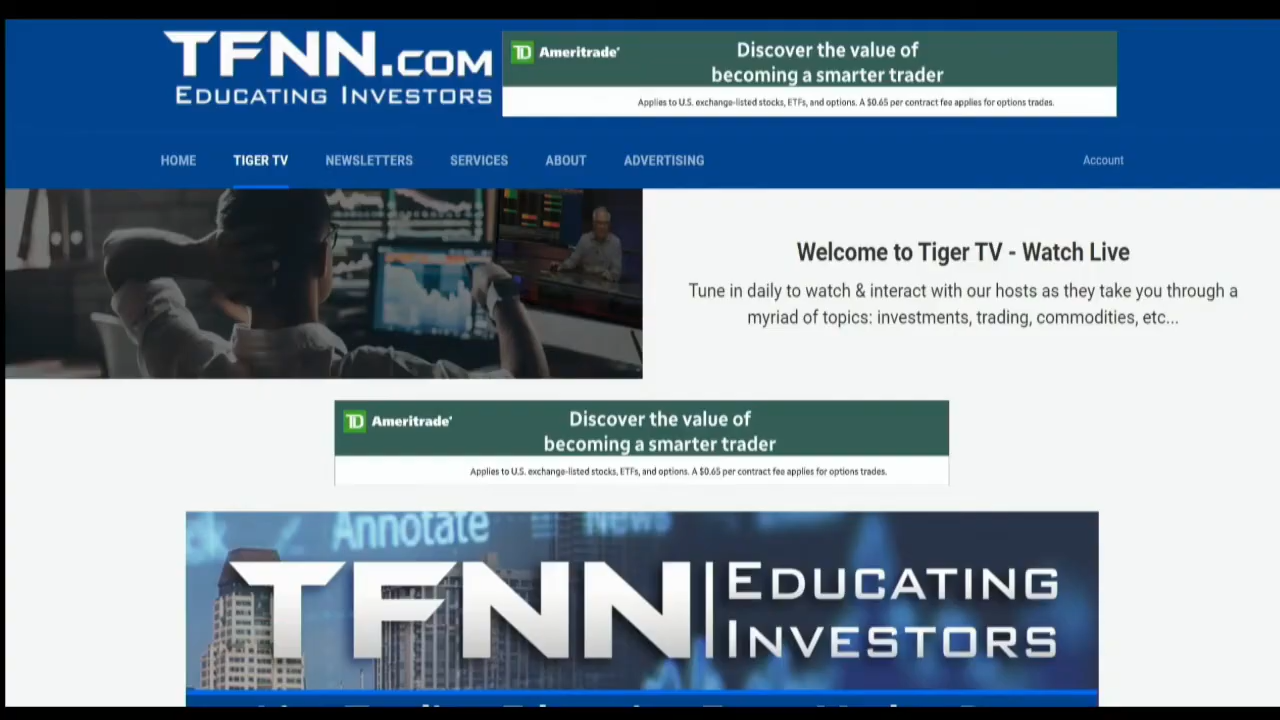 TFNN.COM
EDUCATING INVESTORS
TD Ameritrade
Discover the value of
becoming a smarter trader
Applies to U.S. exchange-listed stocks, ETFs, and options. A $0.65 per contract fee applies for options trades.
HOME TIGER TV NEWSLETTERS SERVICES ABOUT ADVERTISING Account
Welcome to Tiger TV - Watch Live
Tune in daily to watch & interact with our hosts as they take you through a
myriad of topics: investments, trading, commodities, etc...
TD Ameritrade
Discover the value of
becoming a smarter trader
Applies to U.S. exchange-listed stocks, ETFs, and options. A $0.65 per contract fee applies for options trades.
Annotate News
TFNN
EDUCATING
INVESTORS